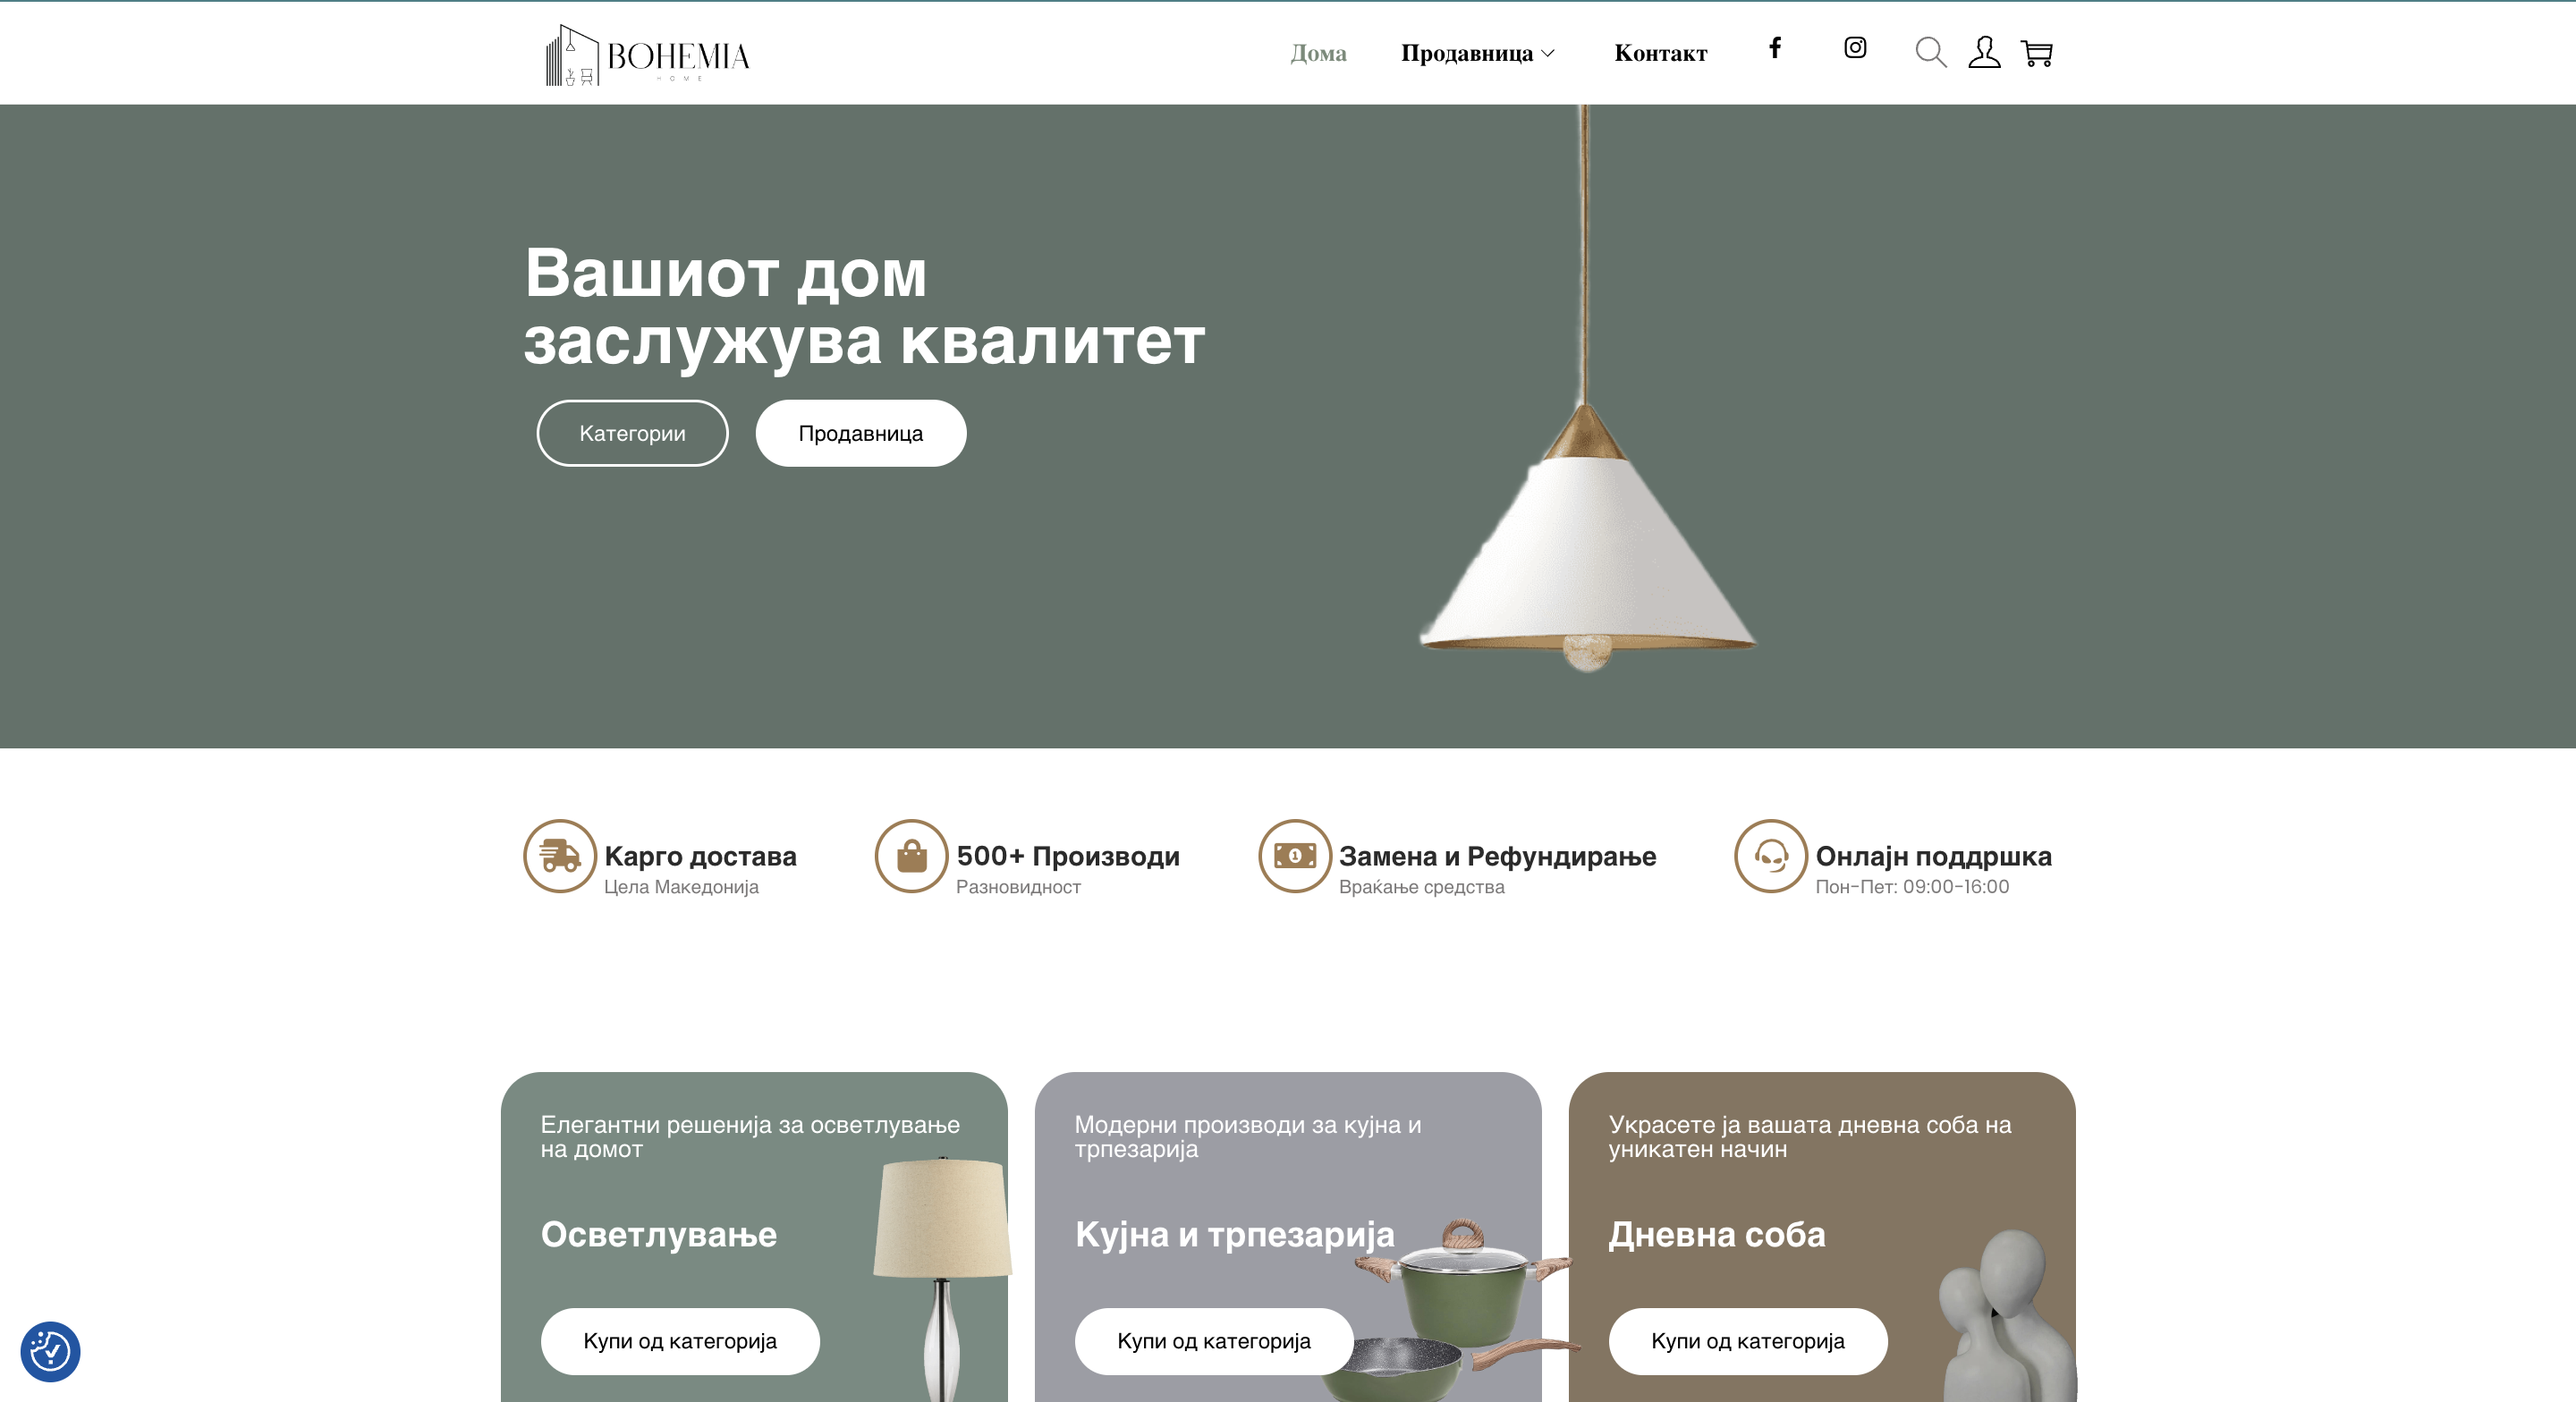 BOHEMIA
HOME
Дома
Продавница
Контакт
Вашиот дом
заслужува квалитет
Категории
Продавница
Карго достава
Цела Македонија
500+ Производи
Разновидност
Замена и Рефундирање
Враќање средства
Онлајн поддршка
Пон-Пет: 09:00-16:00
Елегантни решенија за осветлување
на домот
Осветлување
Купи од категорија
Модерни производи за кујна и
трпезарија
Кујна и трпезарија
Купи од категорија
Украсете ја вашата дневна соба на
уникатен начин
Дневна соба
Купи од категорија